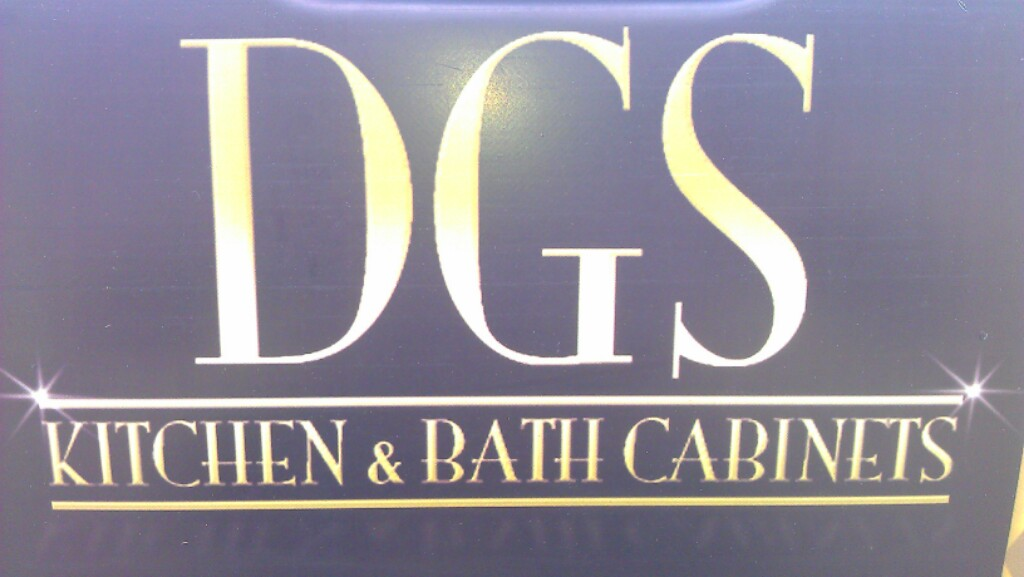 DGS
KITCHEN & BATH CABINETS